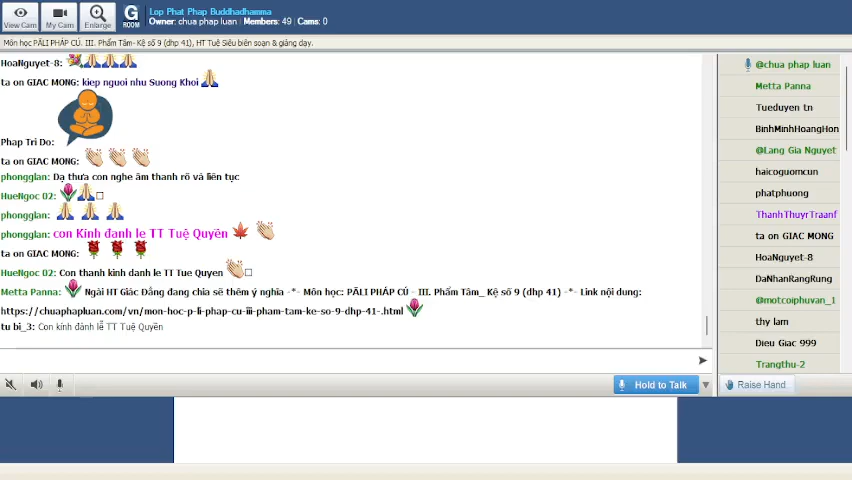 Lop Phat Phap Buddhadhamma
Owner: chua phap luan Members: 49 Cams: 0
View Cam
My Cam
Enlarge
G
ROOM
Môn học PĀLI PHÁP CÚ. III. Phẩm Tâm- Kệ số 9 (dhp 41), HT Tuệ Siêu biên soạn & giảng dạy.
HoaNguyet-8:
ta on GIAC MONG: kiep nguoi nhu Suong Khoi
Phap Tri Do:
ta on GIAC MONG:
phongglan: Dạ thưa con nghe âm thanh rõ và liên tục
HueNgoc 02:
phongglan:
phongglan: con Kính đảnh lễ TT Tuệ Quyền
ta on GIAC MONG:
HueNgoc 02: Con thanh kinh danh le TT Tue Quyen
Metta Panna: Ngài HT Giác Đẳng đang chia sẽ thêm ý nghĩa -*- Môn học: PĀLI PHÁP CÚ - III. Phẩm Tâm_ Kệ số 9 (dhp 41) -*- Link nội dung:
https://chuaphapluan.com/vn/mon-hoc-p-li-phap-cu-iii-pham-tam-ke-so-9-dhp-41-.html
tu bi_3: Con kính đảnh lễ TT Tuệ Quyền
Hold to Talk
@chua phap luan
Metta Panna
Tueduyen tn
BinhMinhHoangHon
@Lang Gia Nguyet
haicoguomcun
phatphuong
ThanhThuyrTraanf
ta on GIAC MONG
HoaNguyet-8
DaNhanRangRung
@motcoiphuvan_1
thy lam
Dieu Giac 999
Trangthu-2
Raise Hand